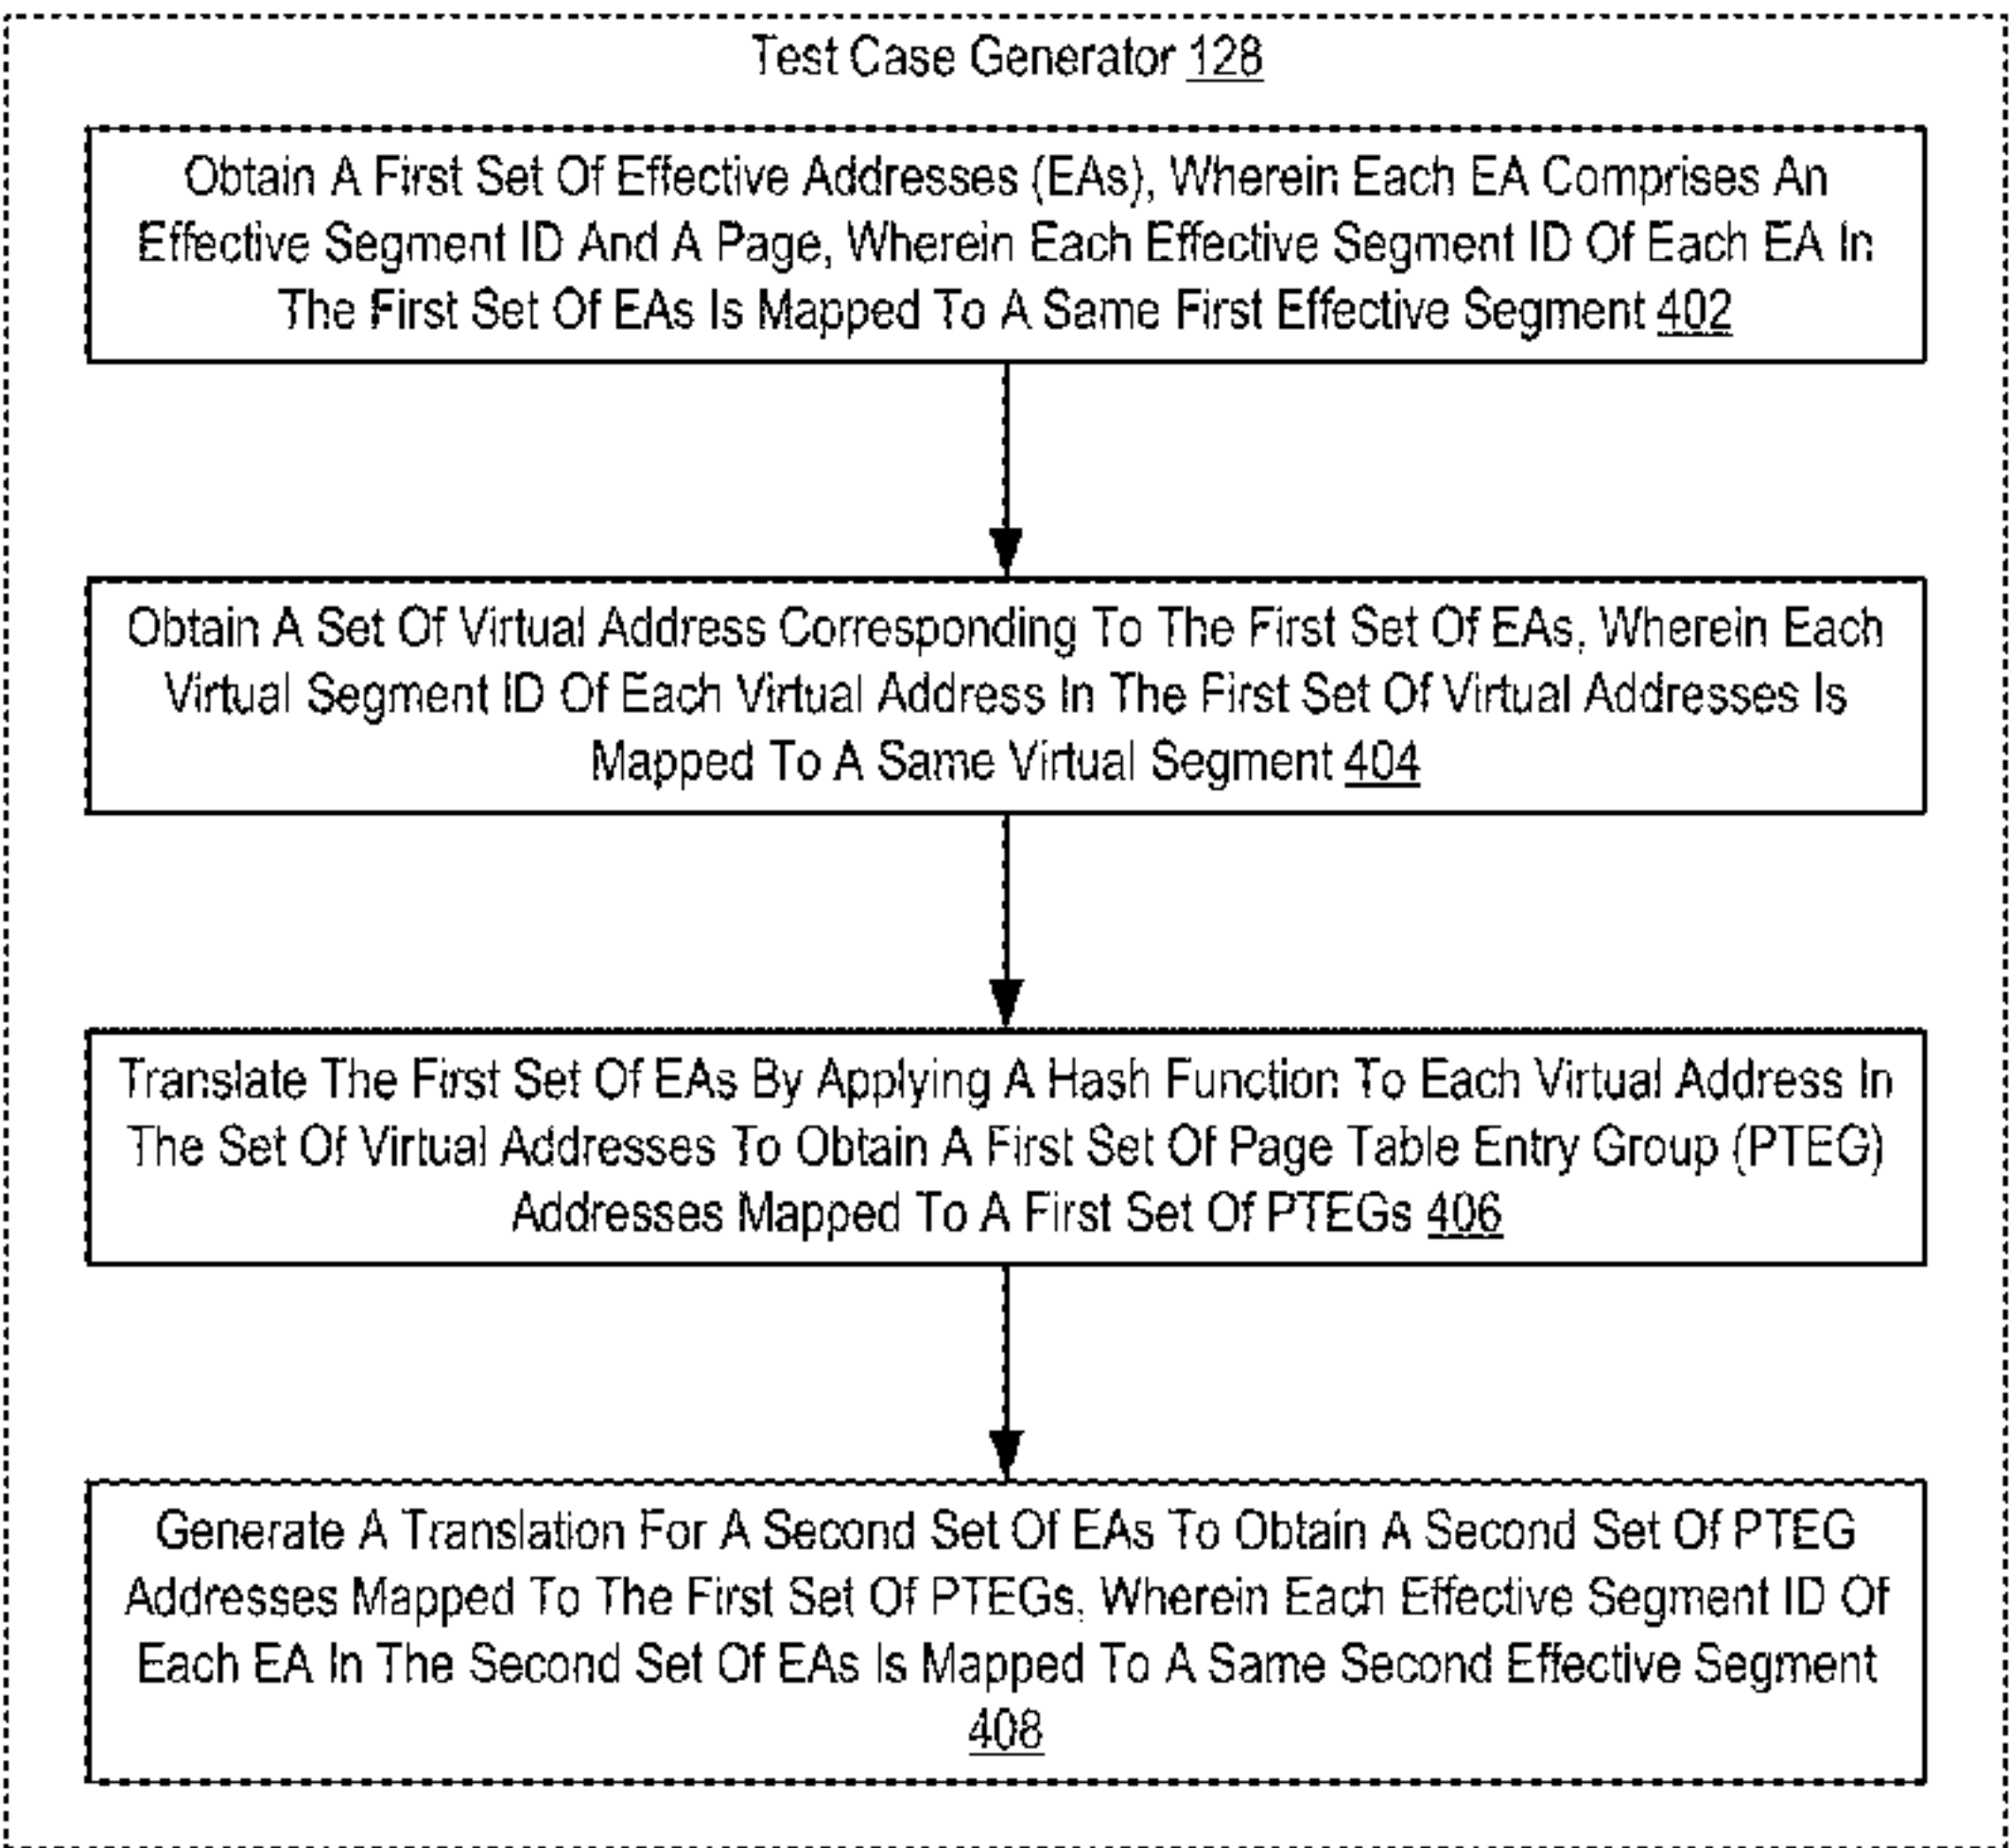 Test Case Generator 128
Obtain A First Set Of Effective Addresses (EAs), Wherein Each EA Comprises An
Effective Segment ID And A Page, Wherein Each Effective Segment ID Of Each EA In
The First Set Of EAs Is Mapped To A Same First Effective Segment 402
Obtain A Set Of Virtual Address Corresponding To The First Set Of EAs, Wherein Each
Virtual Segment ID Of Each Virtual Address In The First Set Of Virtual Addresses Is
Mapped To A Same Virtual Segment 404
Translate The First Set Of EAs By Applying A Hash Function To Each Virtual Address In
The Set Of Virtual Addresses To Obtain A First Set Of Page Table Entry Group (PTEG)
Addresses Mapped To A First Set Of PTEGs 406
Generate A Translation For A Second Set Of EAs To Obtain A Second Set Of PTEG
Addresses Mapped To The First Set Of PTEGs, Wherein Each Effective Segment ID Of
Each EA In The Second Set Of EAs Is Mapped To A Same Second Effective Segment
408